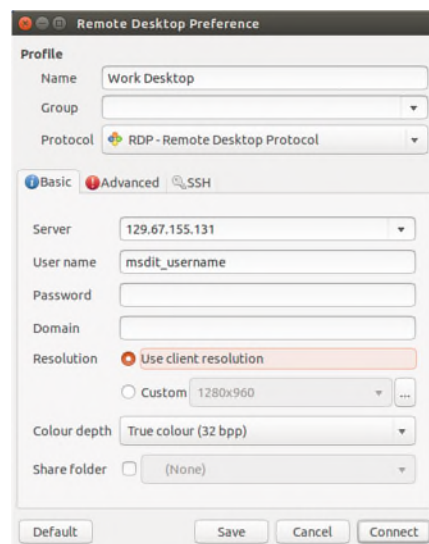 Remote Desktop Preference
Profile
Name Work Desktop
Group
Protocol RDP - Remote Desktop Protocol
Basic Advanced SSH
Server 129.67.155.131
User name msdit_username
Password
Domain
Resolution Use client resolution
Custom 1280x960 ...
Colour depth True colour (32 bpp)
Share folder (None)
Default Save Cancel Connect